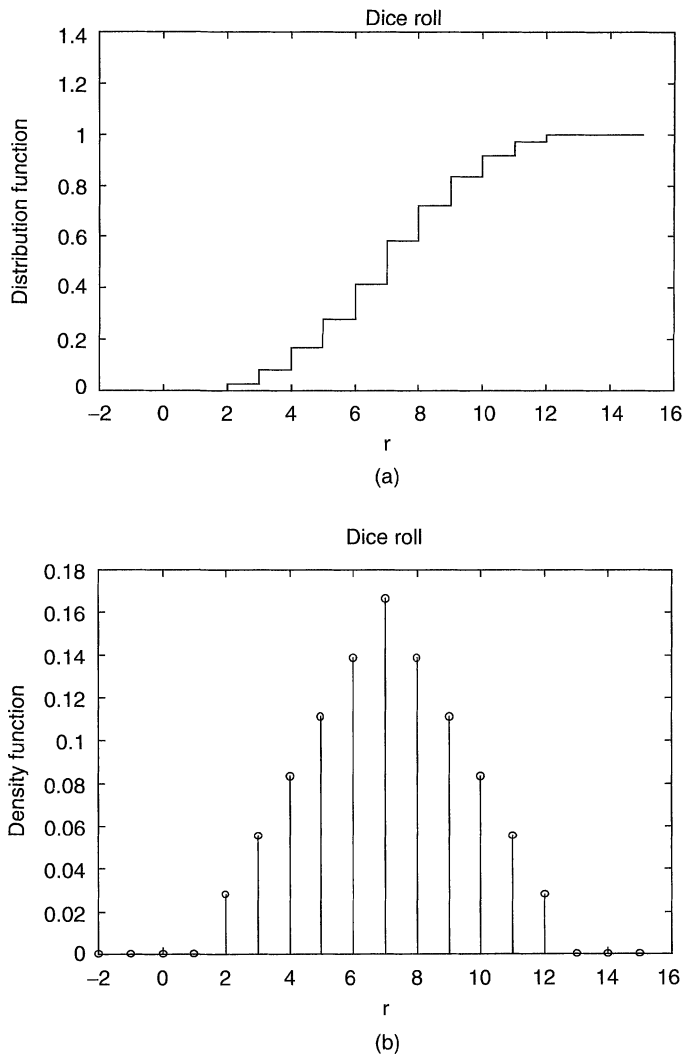 Dice roll
1.4
1.2
1
0.8
0.6
0.4
0.2
0
Distribution function
−2 0 2 4 6 8 10 12 14 16
r
(a)
Dice roll
0.18
0.16
0.14
0.12
0.1
0.08
0.06
0.04
0.02
0
Density function
−2 0 2 4 6 8 10 12 14 16
r
(b)